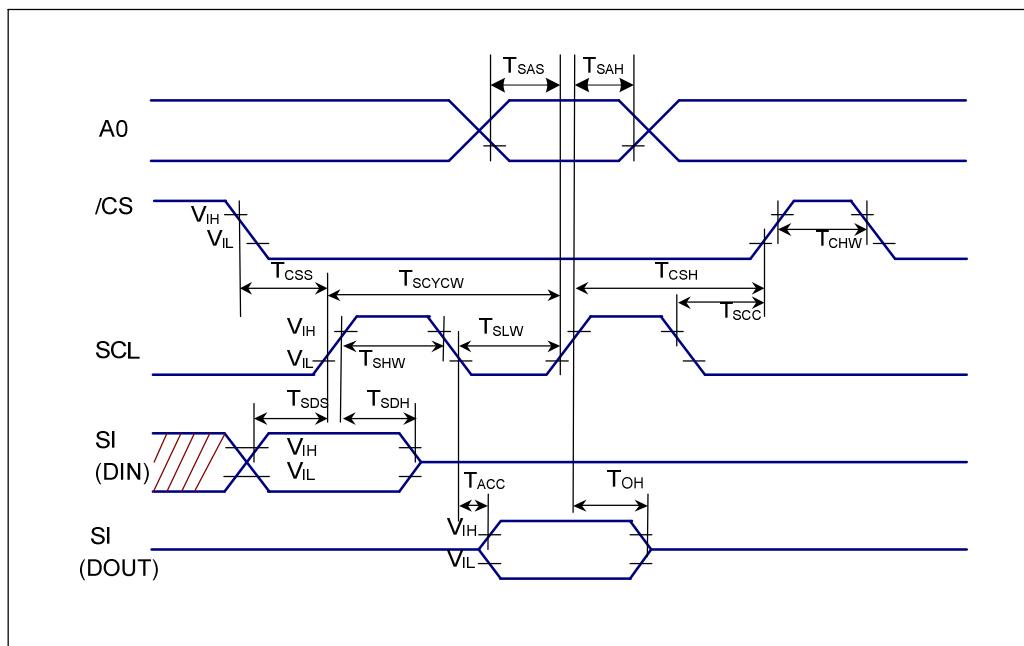 TSAS TSAH
A0
/CS
VIH
VIL
TCHW
TCSS
TSCYCW
TCSH
TSCC
SCL
VIH
VIL
TSHW
TSLW
TSDS
TSDH
SI
(DIN)
VIH
VIL
TACC
TOH
SI
(DOUT)
VIH
VIL